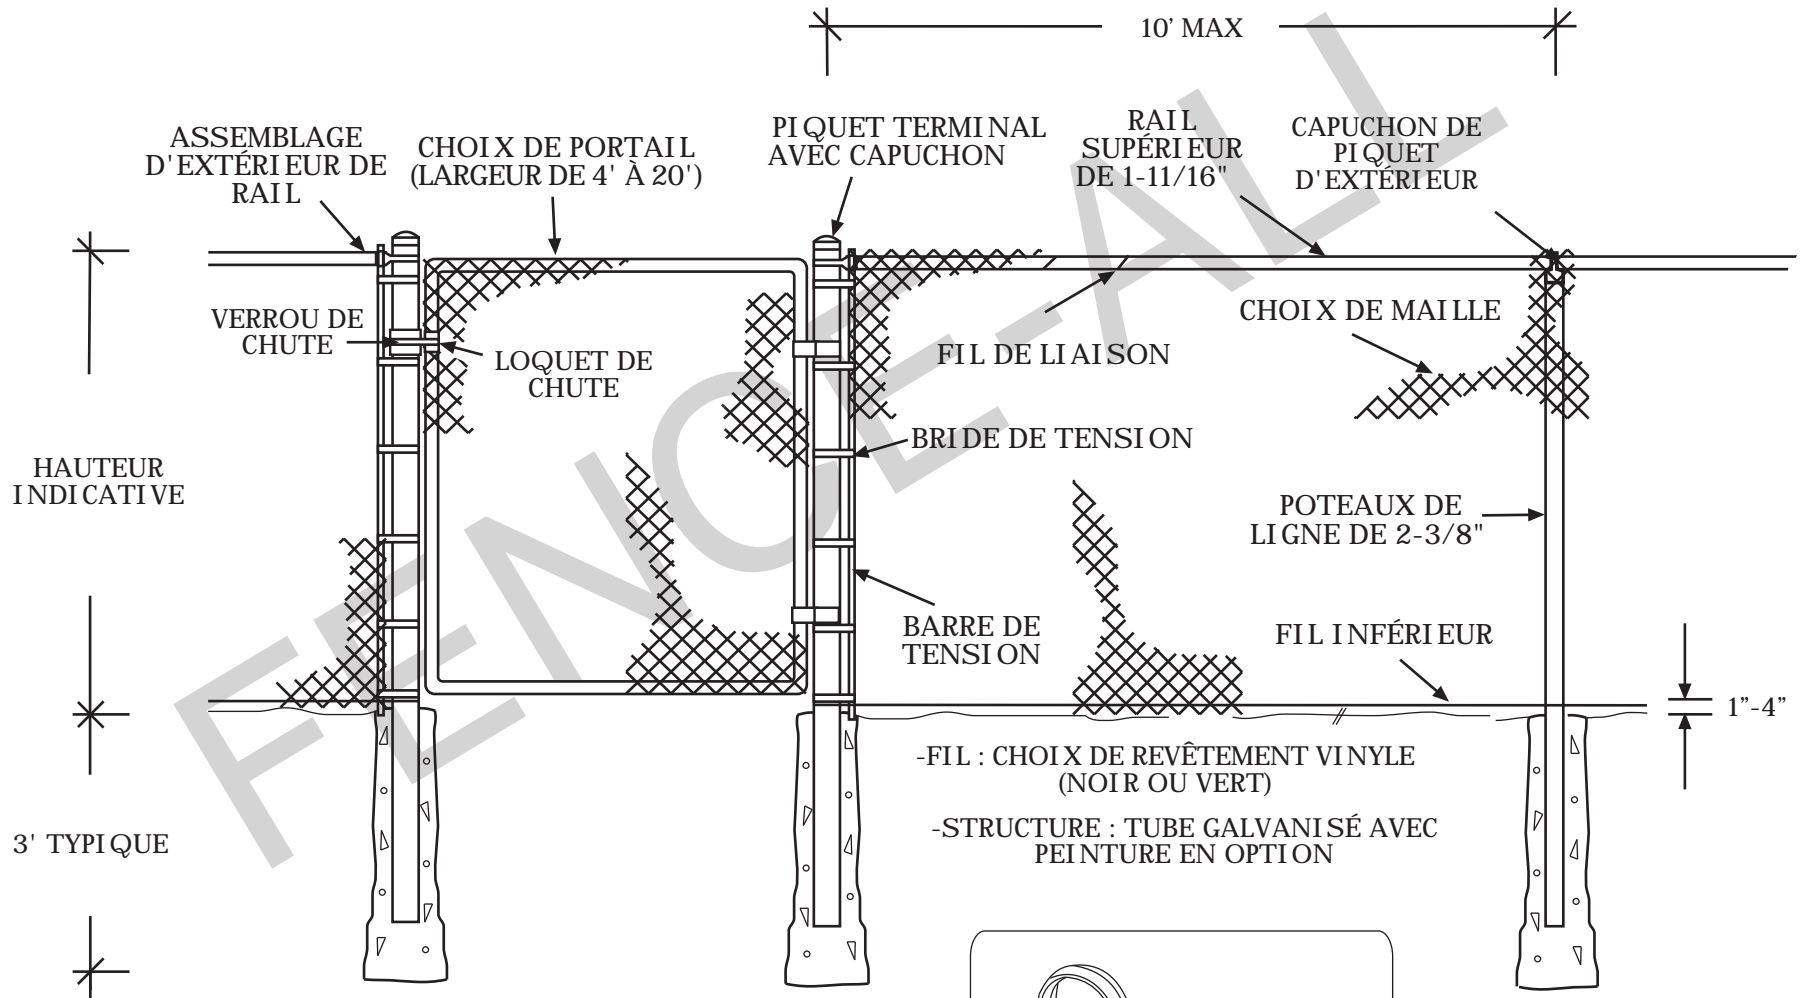 10’ MAX
ASSEMBLAGE
D'EXTÉRIEUR DE
RAIL
CHOIX DE PORTAIL
(LARGEUR DE 4' À 20')
PIQUET TERMINAL
AVEC CAPUCHON
RAIL
SUPÉRIEUR
DE 1-11/16"
CAPUCHON DE
PIQUET
D'EXTÉRIEUR
VERROU DE
CHUTE
LOQUET DE
CHUTE
FIL DE LIAISON
CHOIX DE MAILLE
BRIDE DE TENSION
HAUTEUR
INDICATIVE
POTEAUX DE
LIGNE DE 2-3/8"
BARRE DE
TENSION
FIL INFÉRIEUR
1”-4”
-FIL : CHOIX DE REVÊTEMENT VINYLE
(NOIR OU VERT)
-STRUCTURE : TUBE GALVANISÉ AVEC
PEINTURE EN OPTION
3' TYPIQUE
FENCE-ALL